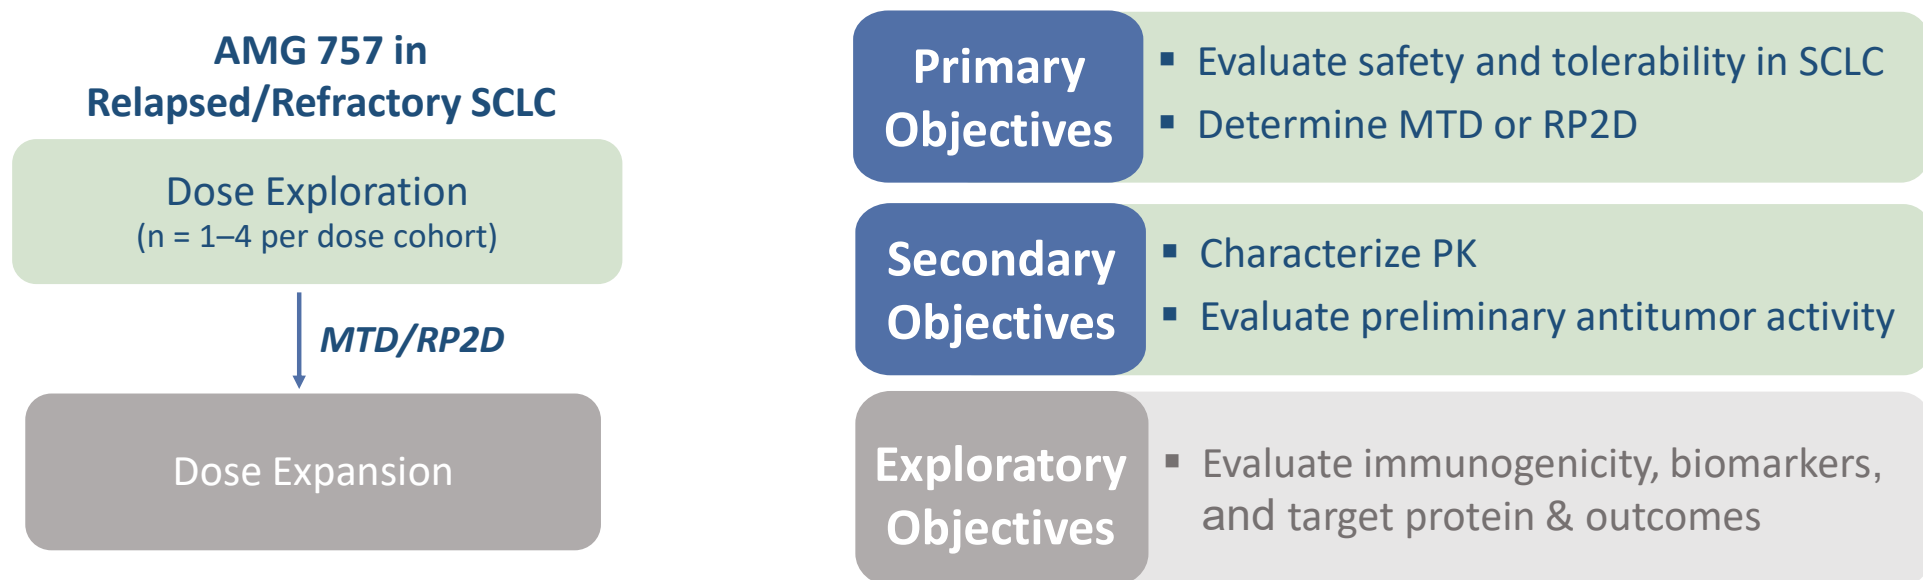 AMG 757 in
Relapsed/Refractory SCLC
Dose Exploration
(n = 1–4 per dose cohort)
MTD/RP2D
Dose Expansion
Primary
Objectives
▪ Evaluate safety and tolerability in SCLC
▪ Determine MTD or RP2D
Secondary
Objectives
▪ Characterize PK
▪ Evaluate preliminary antitumor activity
Exploratory
Objectives
▪ Evaluate immunogenicity, biomarkers,
and target protein & outcomes